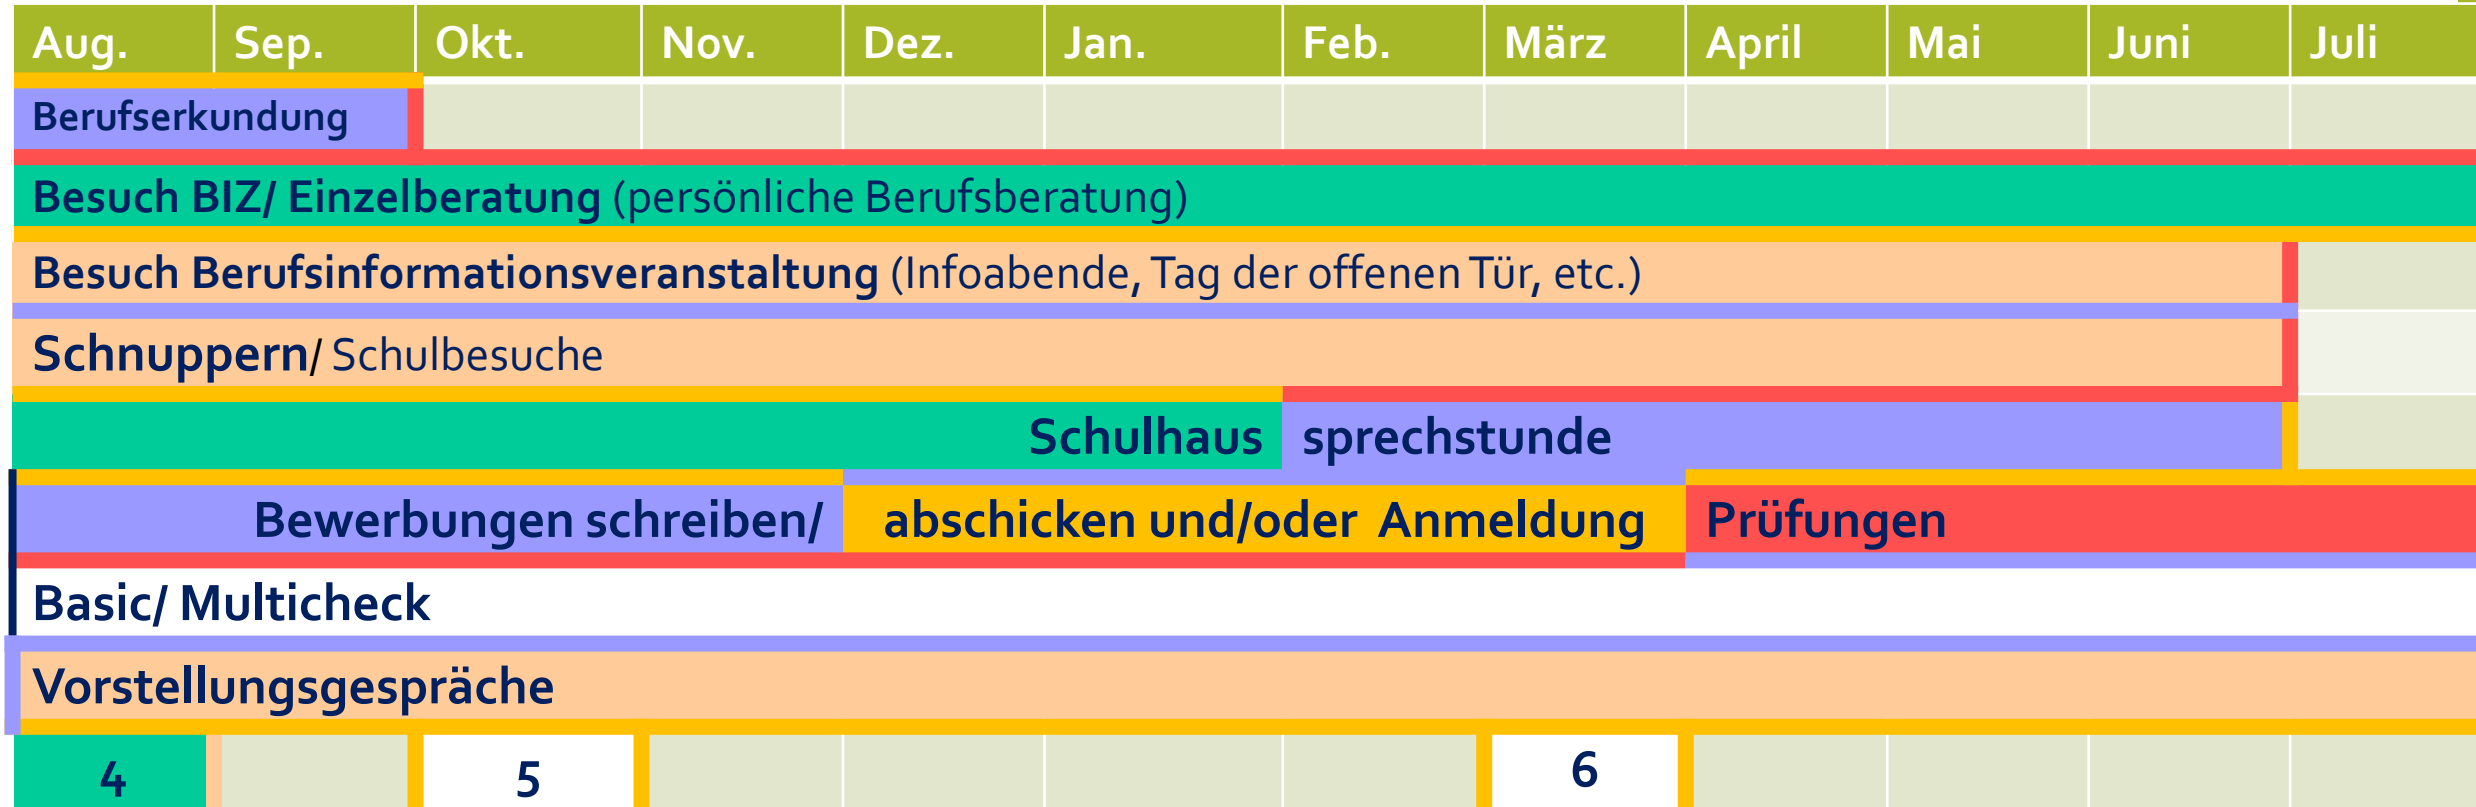 Aug. Sep. Okt. Nov. Dez. Jan. Feb. März April Mai Juni Juli
Berufserkundung
Besuch BIZ/ Einzelberatung (persönliche Berufsberatung)
Besuch Berufsinformationsveranstaltung (Infoabende, Tag der offenen Tür, etc.)
Schnuppern/ Schulbesuche
Schulhaus sprechstunde
Bewerbungen schreiben/ abschicken und/oder Anmeldung Prüfungen
Basic/ Multicheck
Vorstellungsgespräche
4 5 6